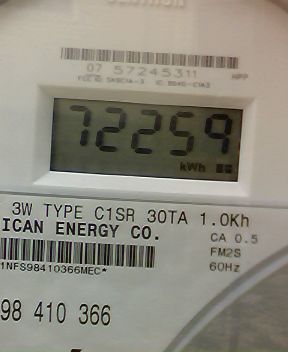 07 57245311 HPP
72259
kWh
3W TYPE C1SR 30TA 1.0Kh
ICAN ENERGY CO.
CA 0.5
FM2S
60Hz
1NFS98410366MEC*
98 410 366